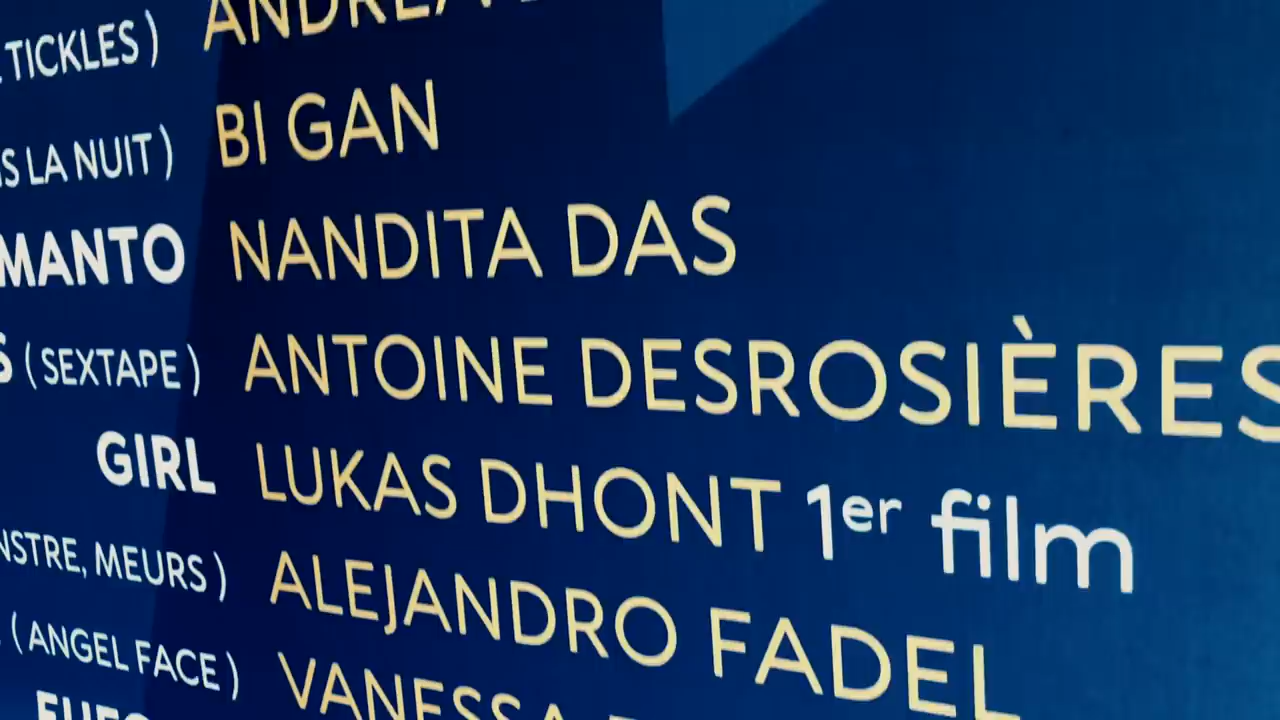 TICKLES ) ANDREA
S LA NUIT ) BI GAN
MANTO NANDITA DAS
S ( SEXTAPE ) ANTOINE DESROSIÈRES
GIRL LUKAS DHONT 1er film
NSTRE, MEURS ) ALEJANDRO FADEL
( ANGEL FACE ) VANESSA